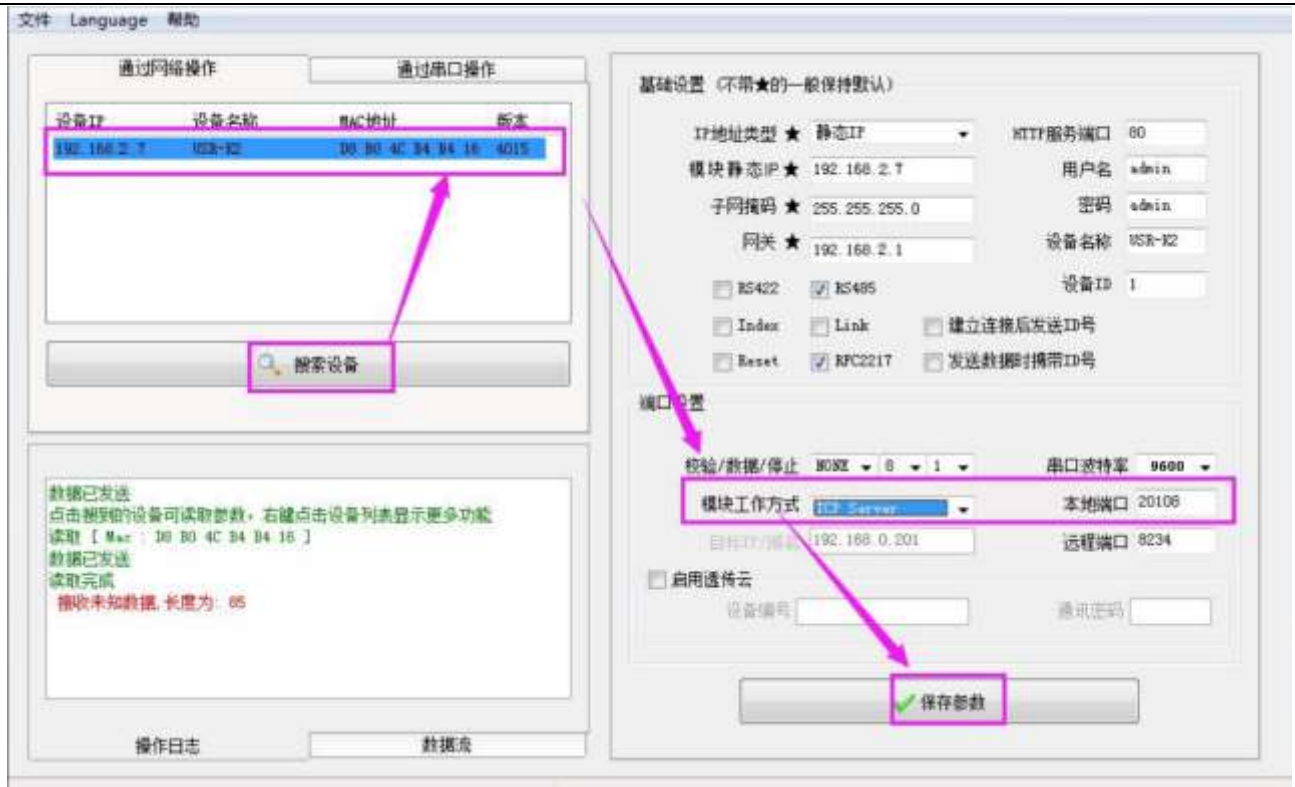 文件 Language 帮助
通过网络操作 通过串口操作
设备IP 设备名称 MAC地址 版本
192.168.2.7 USR-K2 D8 B0 4C B4 B4 16 4015
搜索设备
数据已发送
点击搜到的设备可读取参数，右键点击设备列表显示更多功能
读取 [ Mac : D8 B0 4C B4 B4 16 ]
数据已发送
读取完成
接收未知数据,长度为: 85
操作日志 数据流
基础设置 (不带★的一般保持默认)
IP地址类型 ★ 静态IP HTTP服务端口 80
模块静态IP ★ 192.168.2.7 用户名 admin
子网掩码 ★ 255.255.255.0 密码 admin
网关 ★ 192.168.2.1 设备名称 USR-K2
RS422 RS485 设备ID 1
Index Link 建立连接后发送ID号
Reset RFC2217 发送数据时携带ID号
端口设置
校验/数据/停止 NONE 8 1 串口波特率 9600
模块工作方式 TCP Server 本地端口 20108
目标IP/ 192.168.0.201 远程端口 8234
启用透传云
设备编号 通讯密码
保存参数